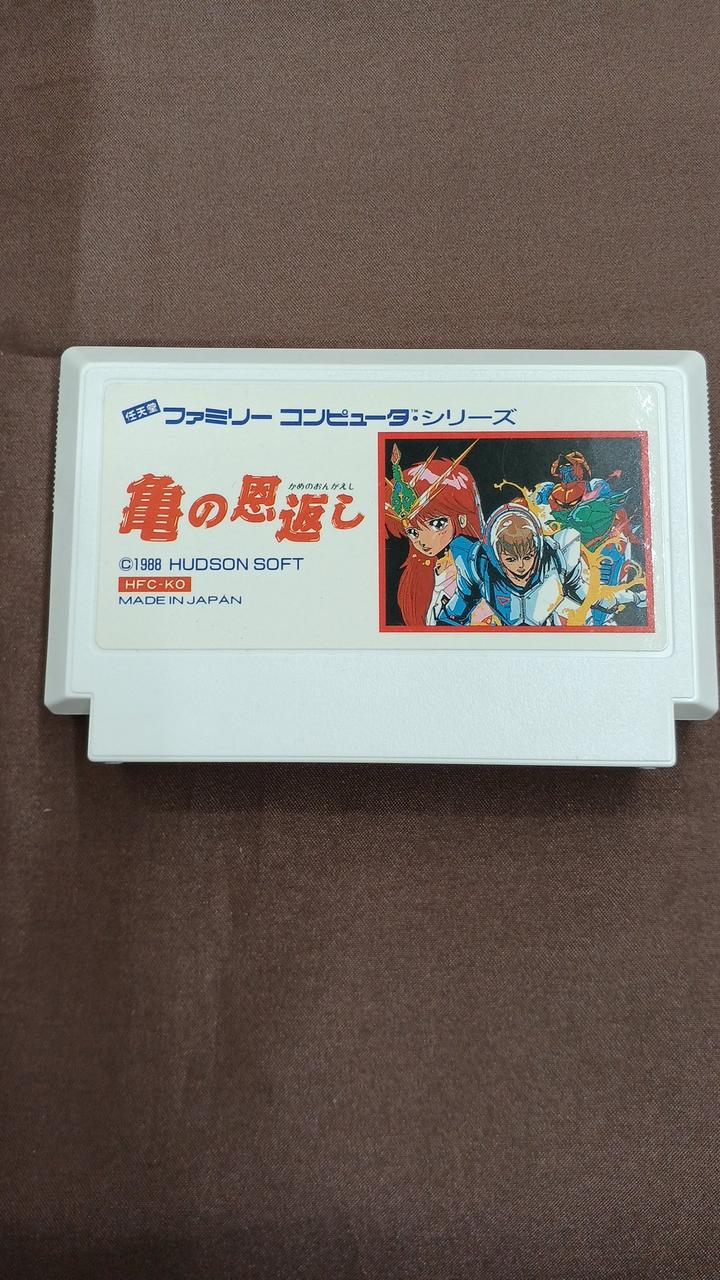 任天堂 ファミリー コンピュータ™・シリーズ
かめのおんがえし
亀の恩返し
©1988 HUDSON SOFT
HFC-KO
MADE IN JAPAN